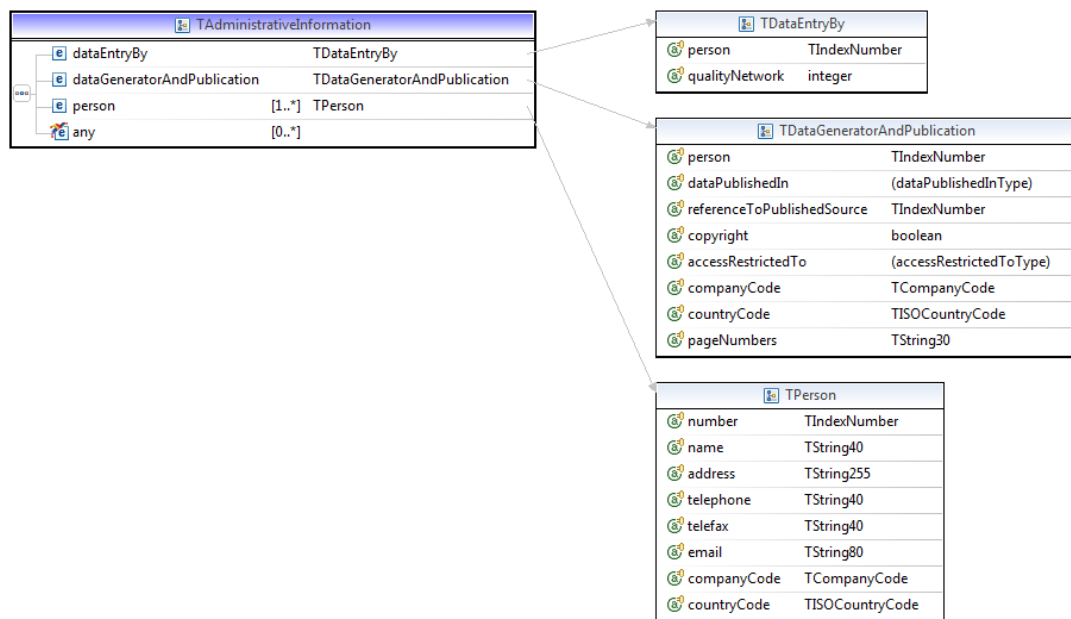 TAdministrativeInformation
dataEntryBy TDataEntryBy
dataGeneratorAndPublication TDataGeneratorAndPublication
person [1..*] TPerson
any [0..*]
TDataEntryBy
person TIndexNumber
qualityNetwork integer
TDataGeneratorAndPublication
person TIndexNumber
dataPublishedIn (dataPublishedInType)
referenceToPublishedSource TIndexNumber
copyright boolean
accessRestrictedTo (accessRestrictedToType)
companyCode TCompanyCode
countryCode TISOCountryCode
pageNumbers TString30
TPerson
number TIndexNumber
name TString40
address TString255
telephone TString40
telefax TString40
email TString80
companyCode TCompanyCode
countryCode TISOCountryCode